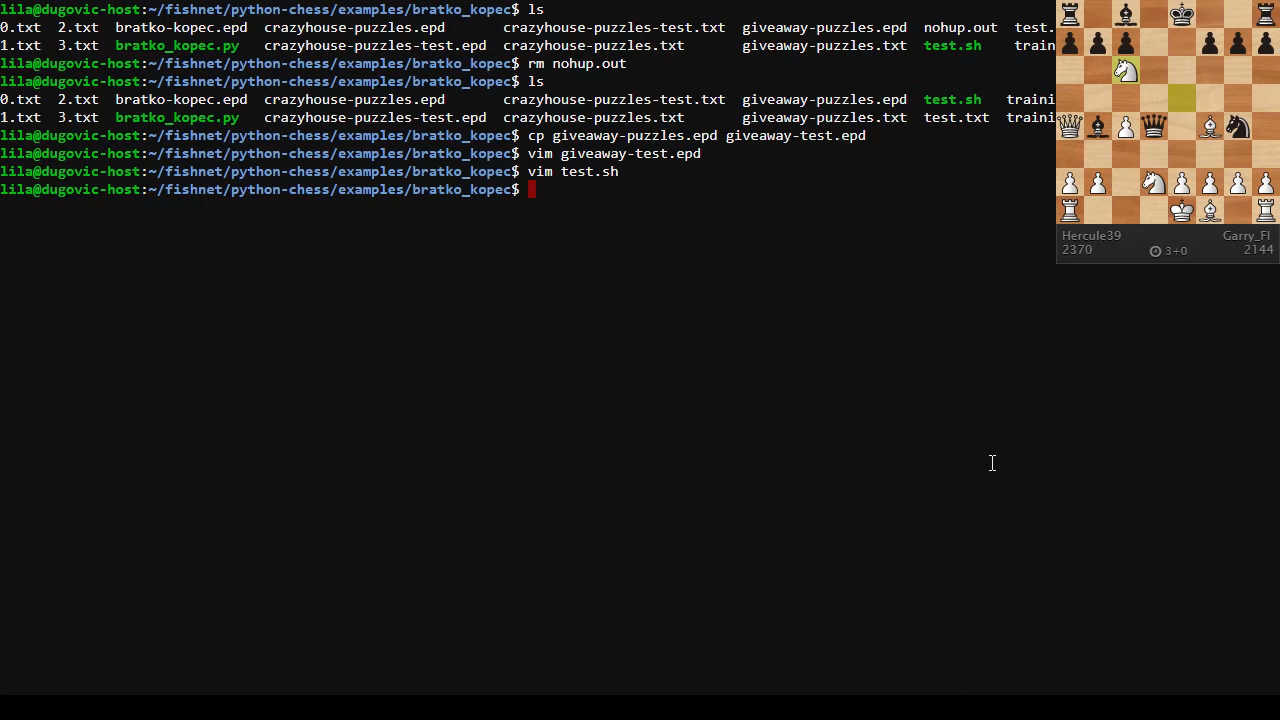 lila@dugovic-host:~/fishnet/python-chess/examples/bratko_kopec$ ls
0.txt  2.txt  bratko-kopec.epd  crazyhouse-puzzles.epd       crazyhouse-puzzles-test.txt  giveaway-puzzles.epd  nohup.out  test.
1.txt  3.txt  bratko_kopec.py   crazyhouse-puzzles-test.epd  crazyhouse-puzzles.txt       giveaway-puzzles.txt  test.sh    train
lila@dugovic-host:~/fishnet/python-chess/examples/bratko_kopec$ rm nohup.out
lila@dugovic-host:~/fishnet/python-chess/examples/bratko_kopec$ ls
0.txt  2.txt  bratko-kopec.epd  crazyhouse-puzzles.epd       crazyhouse-puzzles-test.txt  giveaway-puzzles.epd  test.sh   traini
1.txt  3.txt  bratko_kopec.py   crazyhouse-puzzles-test.epd  crazyhouse-puzzles.txt       giveaway-puzzles.txt  test.txt  traini
lila@dugovic-host:~/fishnet/python-chess/examples/bratko_kopec$ cp giveaway-puzzles.epd giveaway-test.epd
lila@dugovic-host:~/fishnet/python-chess/examples/bratko_kopec$ vim giveaway-test.epd
lila@dugovic-host:~/fishnet/python-chess/examples/bratko_kopec$ vim test.sh
lila@dugovic-host:~/fishnet/python-chess/examples/bratko_kopec$
Hercule39 Garry_Fl
2370 3+0 2144